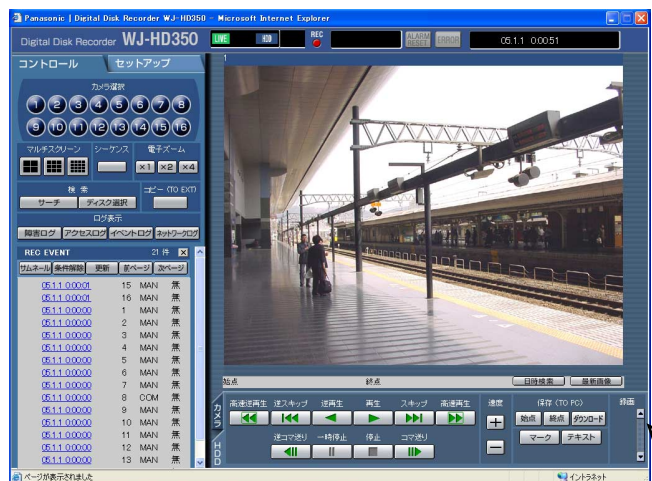 Panasonic | Digital Disk Recorder WJ-HD350 - Microsoft Internet Explorer
Digital Disk Recorder WJ-HD350
LIVE HDD REC ALARM RESET ERROR 05.1.1 0:00:51
コントロール セットアップ
1
カメラ選択
1 2 3 4 5 6 7 8
9 10 11 12 13 14 15 16
マルチスクリーン シーケンス 電子ズーム
×1 ×2 ×4
検 索 コピー (TO EXT)
サーチ ディスク選択
ログ表示
障害ログ アクセスログ イベントログ ネットワークログ
REC EVENT 21 件 X
サムネール 条件解除 更新 前ページ 次ページ
05.1.1 0:00:01 15 MAN 無
05.1.1 0:00:01 16 MAN 無
05.1.1 0:00:00 1 MAN 無
05.1.1 0:00:00 2 MAN 無
05.1.1 0:00:00 3 MAN 無
05.1.1 0:00:00 4 MAN 無
05.1.1 0:00:00 5 MAN 無
05.1.1 0:00:00 6 MAN 無
05.1.1 0:00:00 7 MAN 無
05.1.1 0:00:00 8 COM 無
05.1.1 0:00:00 9 MAN 無
05.1.1 0:00:00 10 MAN 無
05.1.1 0:00:00 11 MAN 無
05.1.1 0:00:00 12 MAN 無
05.1.1 0:00:00 13 MAN 無
始点 終点 日時検索 最新画像
カメラ
HDD
高速逆再生 逆スキップ 逆再生 再生 スキップ 高速再生 速度 保存 (TO PC) 録画
始点 終点 ダウンロード
逆コマ送り 一時停止 停止 コマ送り
マーク テキスト
ページが表示されました イントラネット